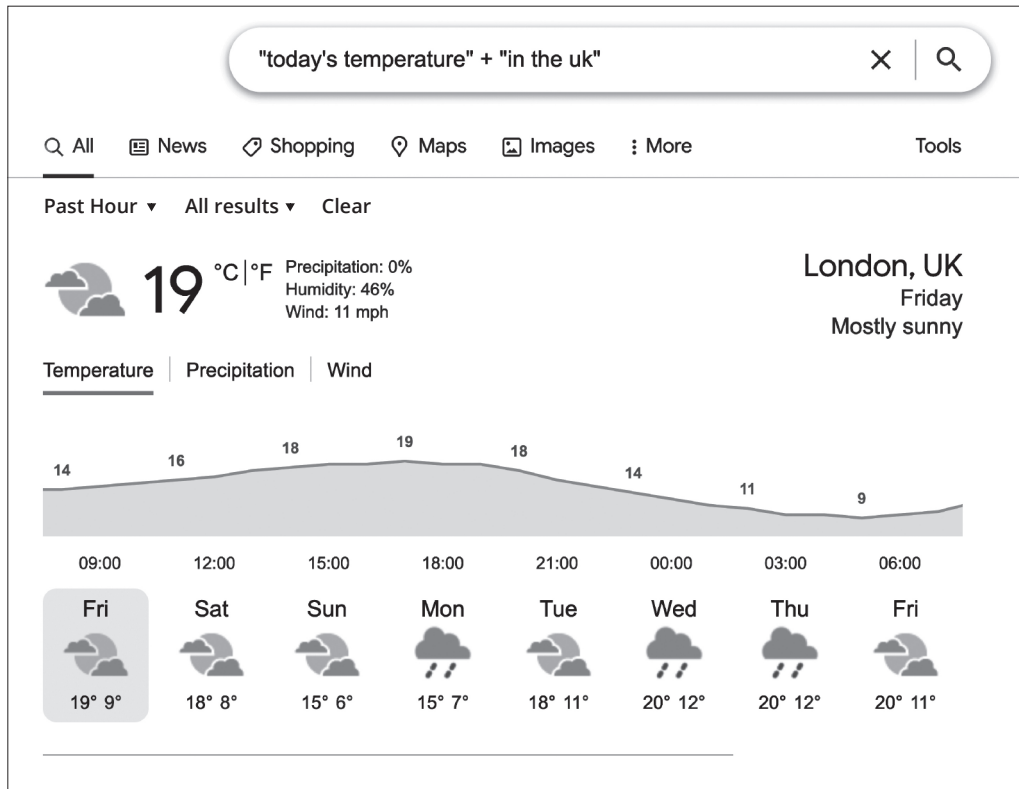 "today's temperature" + "in the uk"
All News Shopping Maps Images More Tools
Past Hour All results Clear
19 °C|°F
Precipitation: 0%
Humidity: 46%
Wind: 11 mph
London, UK
Friday
Mostly sunny
Temperature Precipitation Wind
14 16 18 19 18 14 11 9
09:00 12:00 15:00 18:00 21:00 00:00 03:00 06:00
Fri Sat Sun Mon Tue Wed Thu Fri
19° 9° 18° 8° 15° 6° 15° 7° 18° 11° 20° 12° 20° 12° 20° 11°